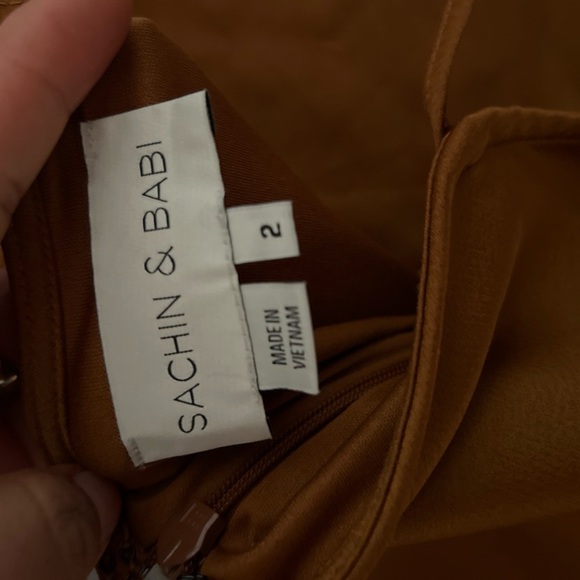 SACHIN & BABI
2
MADE IN
VIETNAM